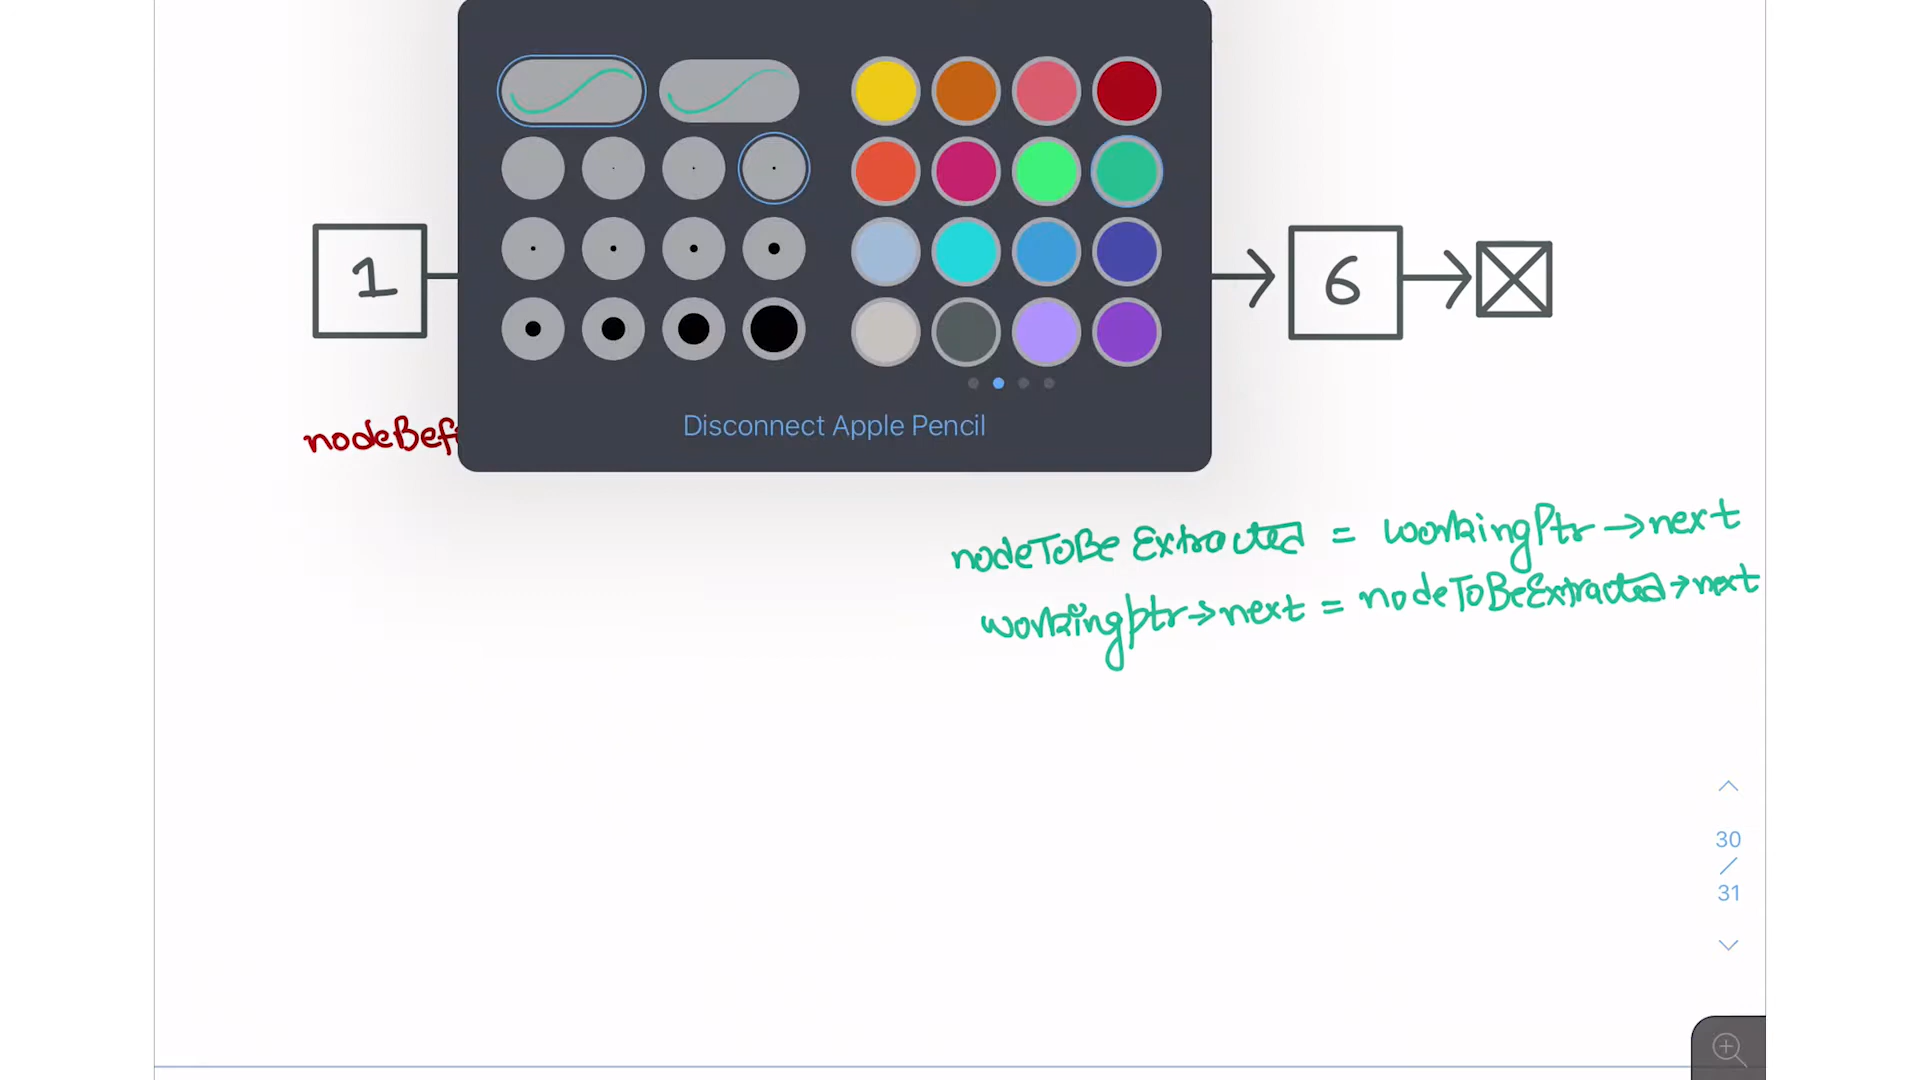 1
6
Disconnect Apple Pencil
nodeBef
nodeToBeExtracted = workingPtr → next
workingptr → next = nodeToBeExtracted → next
30
/
31